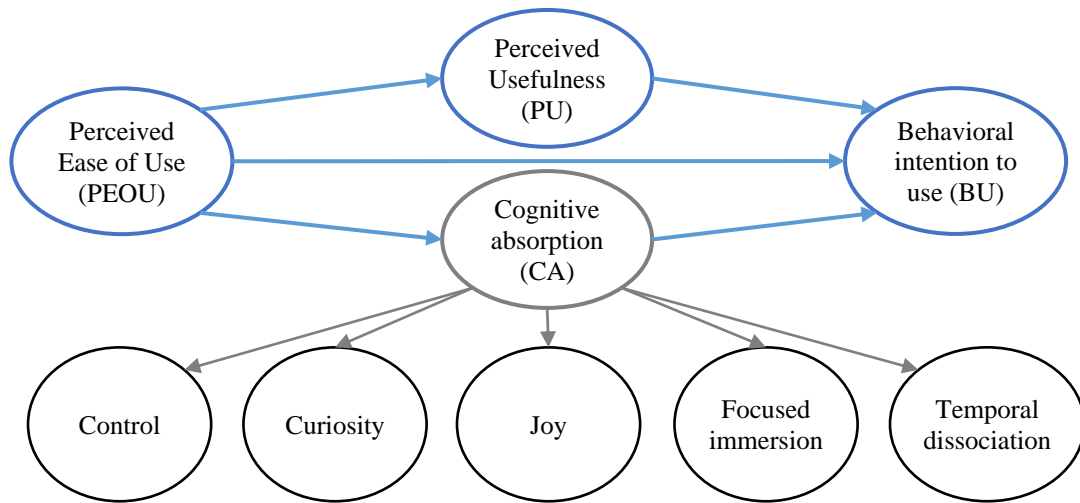 Perceived
Usefulness
(PU)
Perceived
Ease of Use
(PEOU)
Behavioral
intention to
use (BU)
Cognitive
absorption
(CA)
Control
Curiosity
Joy
Focused
immersion
Temporal
dissociation